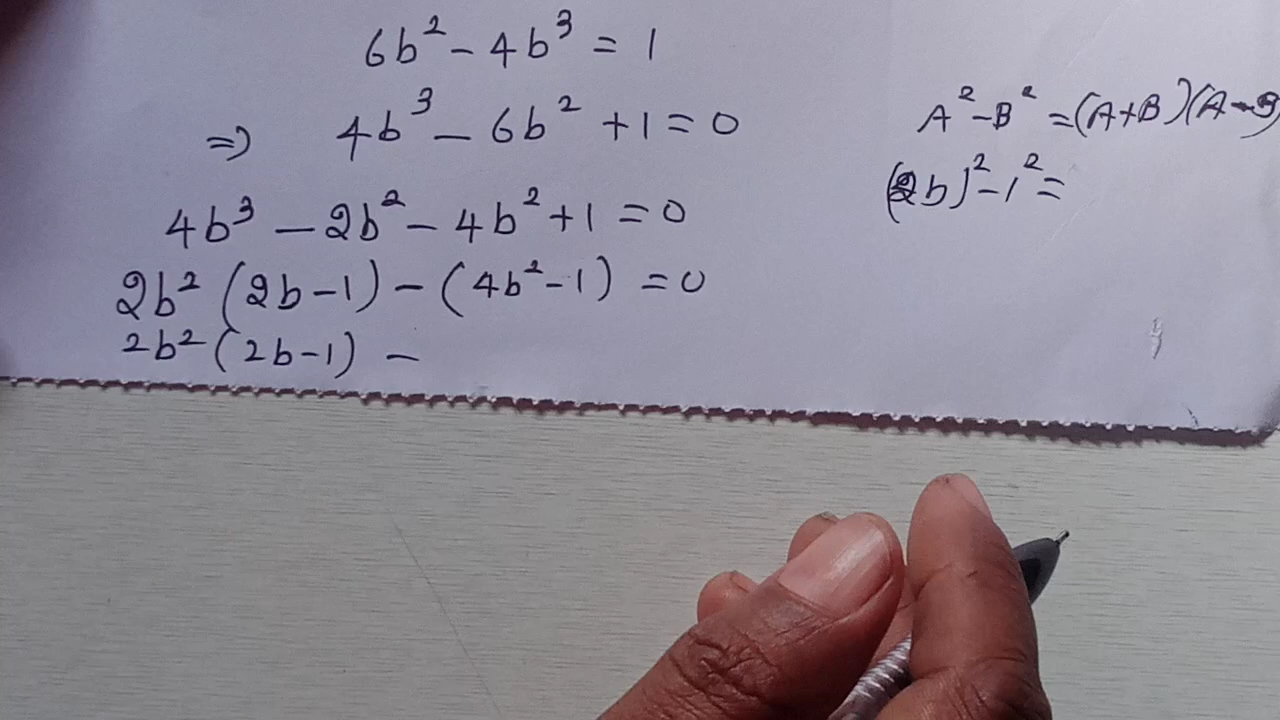 6b² - 4b³ = 1
⇒ 4b³ - 6b² + 1 = 0
4b³ - 2b² - 4b² + 1 = 0
2b² (2b - 1) - (4b² - 1) = 0
2b² (2b - 1) -
A² - B² = (A + B)(A - B)
(2b)² - 1² =